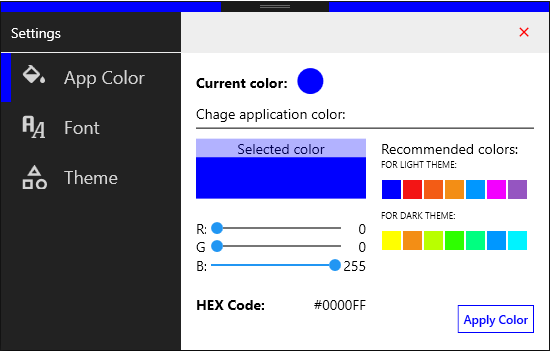 Settings
App Color
Font
Theme
Current color:
Chage application color:
Selected color
R: 0
G 0
B: 255
HEX Code: #0000FF
Recommended colors:
FOR LIGHT THEME:
FOR DARK THEME:
Apply Color